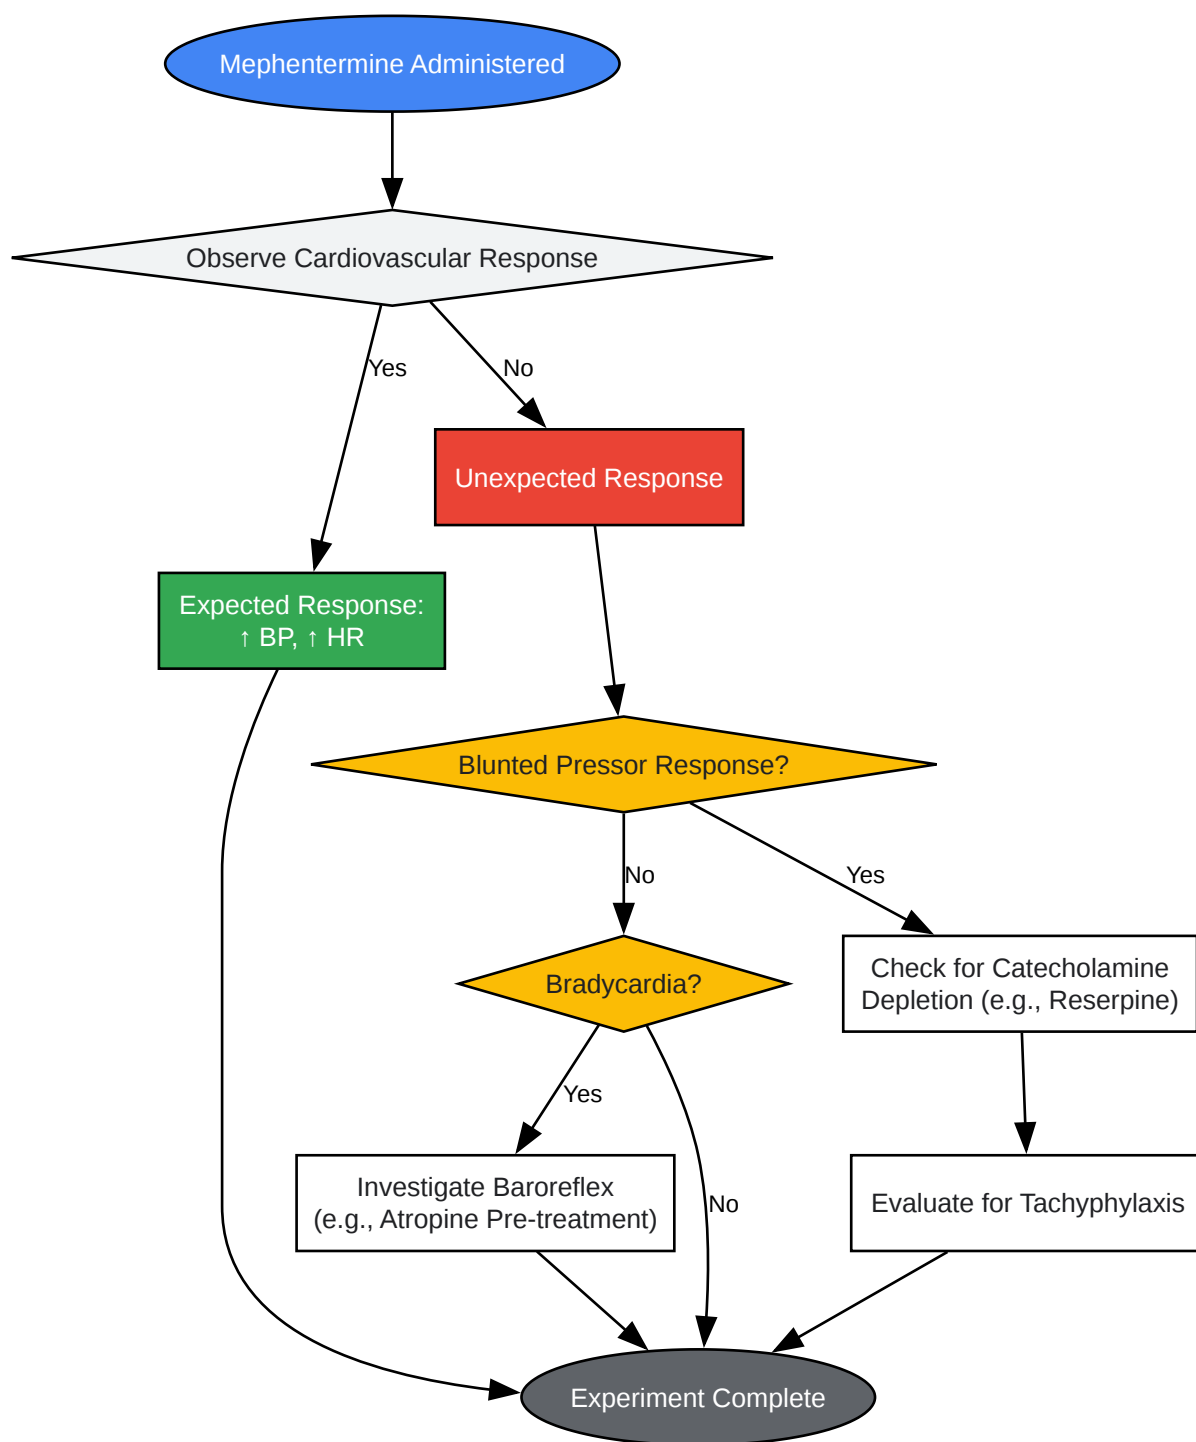 Mephentermine Administered
Observe Cardiovascular Response
Yes
No
Unexpected Response
Expected Response:
↑ BP, ↑ HR
Blunted Pressor Response?
No
Yes
Check for Catecholamine
Depletion (e.g., Reserpine)
Bradycardia?
Yes
Investigate Baroreflex
(e.g., Atropine Pre-treatment)
No
Evaluate for Tachyphylaxis
Experiment Complete